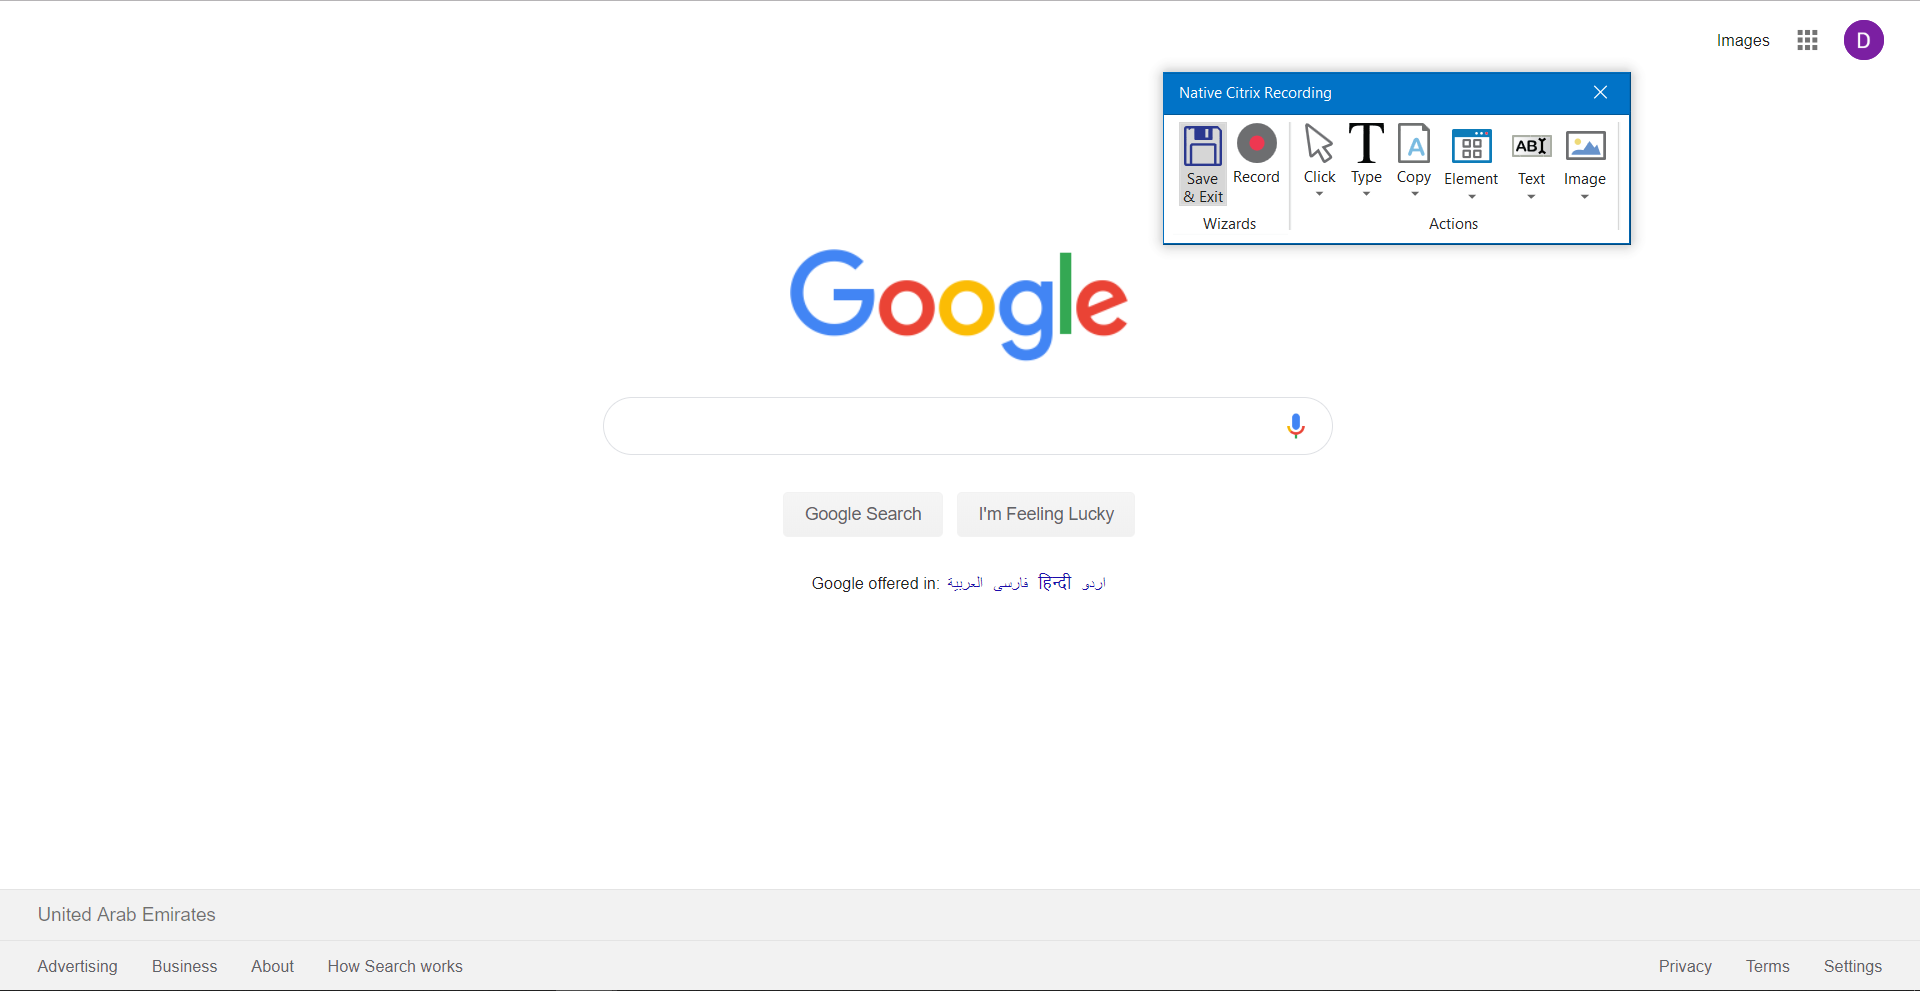 Images
D
Native Citrix Recording
Save & Exit
Record
Click
Type
Copy
Element
ABI
Text
Image
Wizards
Actions
Google
Google Search
I'm Feeling Lucky
Google offered in: العربية فارسی हिन्दी اردو
United Arab Emirates
Advertising Business About How Search works
Privacy Terms Settings